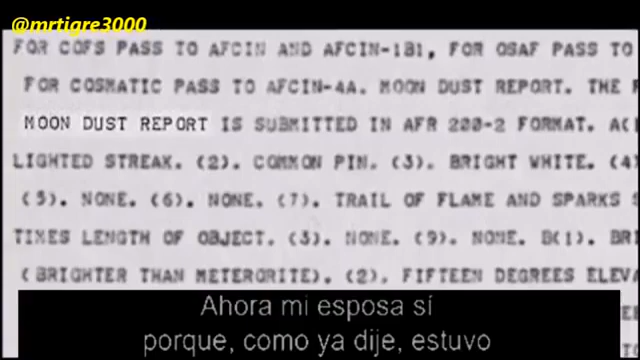 @mrtigre3000
FOR COFS PASS TO AFCIN AND AFCIN-1B1, FOR OSAF PASS TO
FOR COSMATIC PASS TO AFCIN-4A. MOON DUST REPORT. THE
MOON DUST REPORT IS SUBMITTED IN AFR 200-2 FORMAT. A(
LIGHTED STREAK. (2). COMMON PIN. (3). BRIGHT WHITE. (4)
(5). NONE. (6). NONE. (7). TRAIL OF FLAME AND SPARKS
TIMES LENGTH OF OBJECT. (3). NONE. (9). NONE. B(1).
(BRIGHTER THAN METERORITE). (2). FIFTEEN DEGREES
Ahora mi esposa sí
porque, como ya dije, estuvo